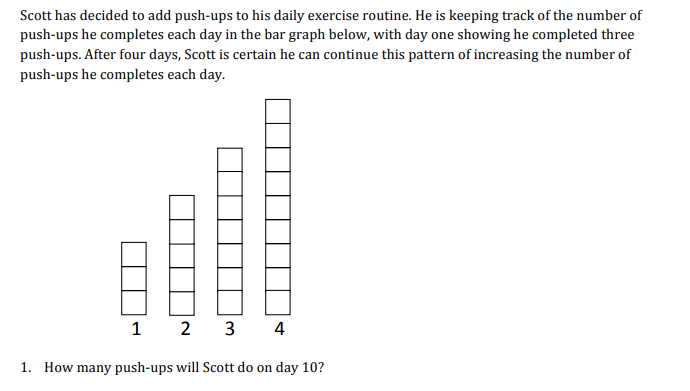 Scott has decided to add push-ups to his daily exercise routine. He is keeping track of the number of
push-ups he completes each day in the bar graph below, with day one showing he completed three
push-ups. After four days, Scott is certain he can continue this pattern of increasing the number of
push-ups he completes each day.
1 2 3 4
1. How many push-ups will Scott do on day 10?